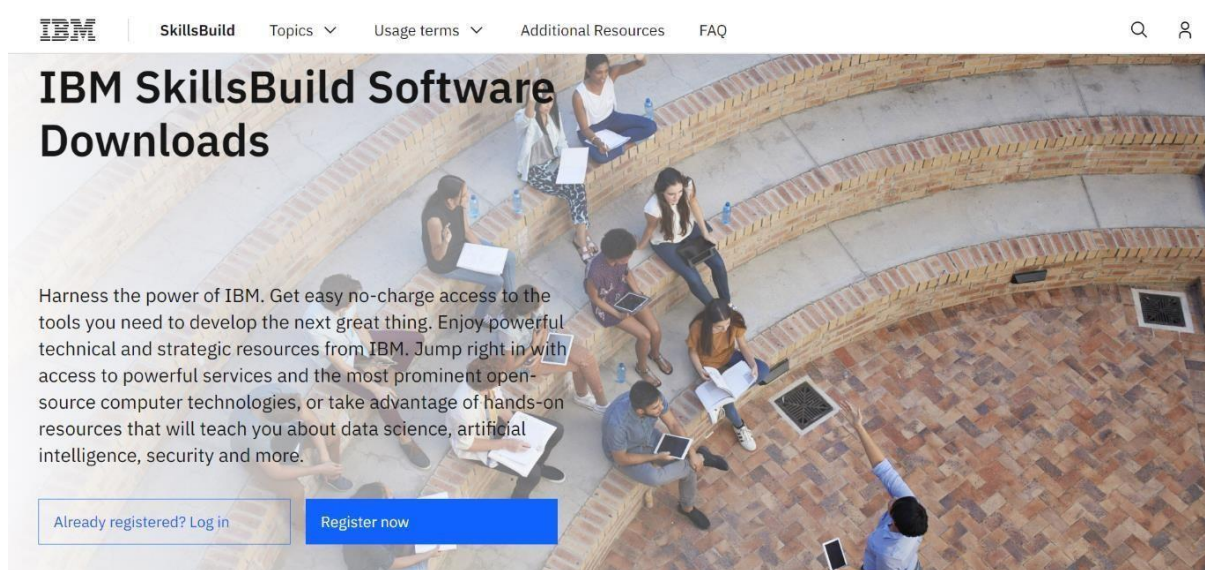 IBM
SkillsBuild
Topics
Usage terms
Additional Resources
FAQ
IBM SkillsBuild Software
Downloads
Harness the power of IBM. Get easy no-charge access to the
tools you need to develop the next great thing. Enjoy powerful
technical and strategic resources from IBM. Jump right in with
access to powerful services and the most prominent open-
source computer technologies, or take advantage of hands-on
resources that will teach you about data science, artificial
intelligence, security and more.
Already registered? Log in
Register now